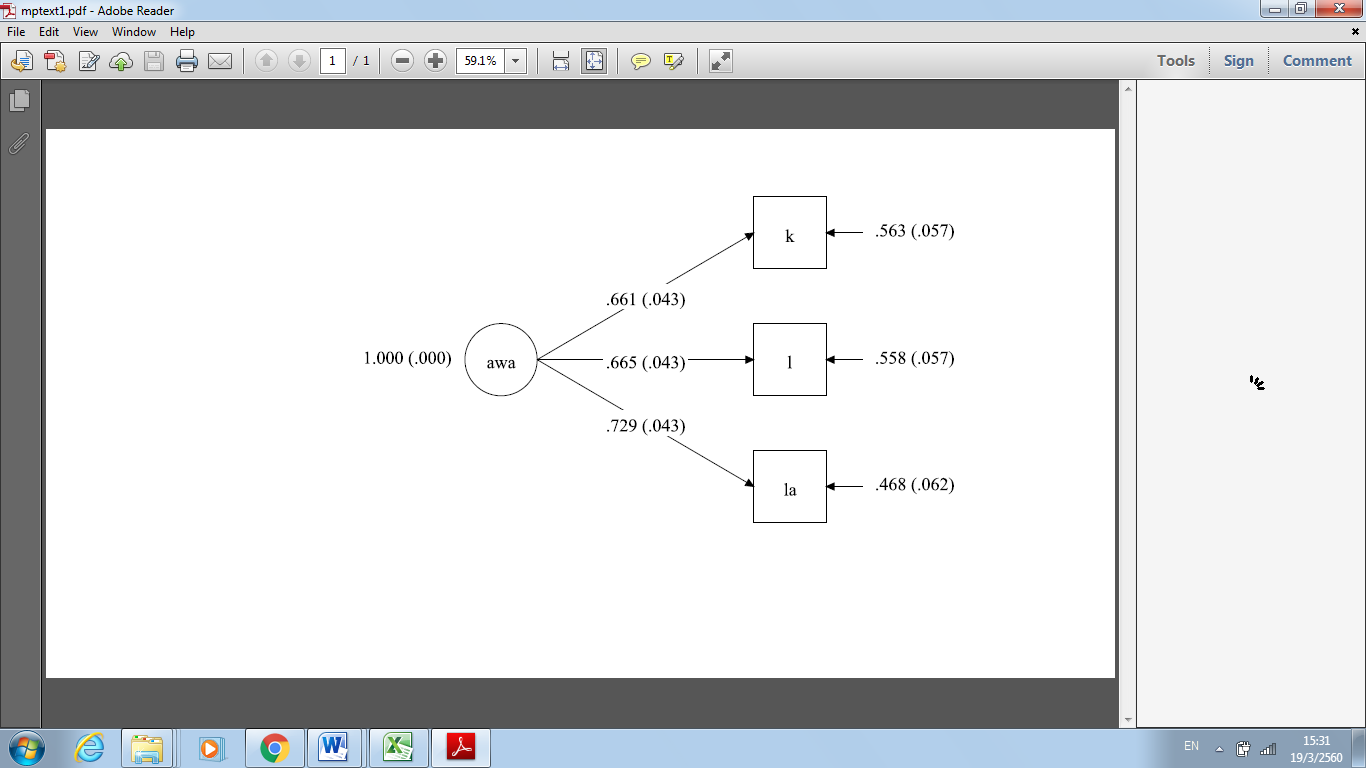 mptext1.pdf - Adobe Reader
File Edit View Window Help
1 / 1 59.1% Tools Sign Comment
k .563 (.057)
.661 (.043)
1.000 (.000) awa .665 (.043) l .558 (.057)
.729 (.043)
la .468 (.062)
EN 15:31
19/3/2560